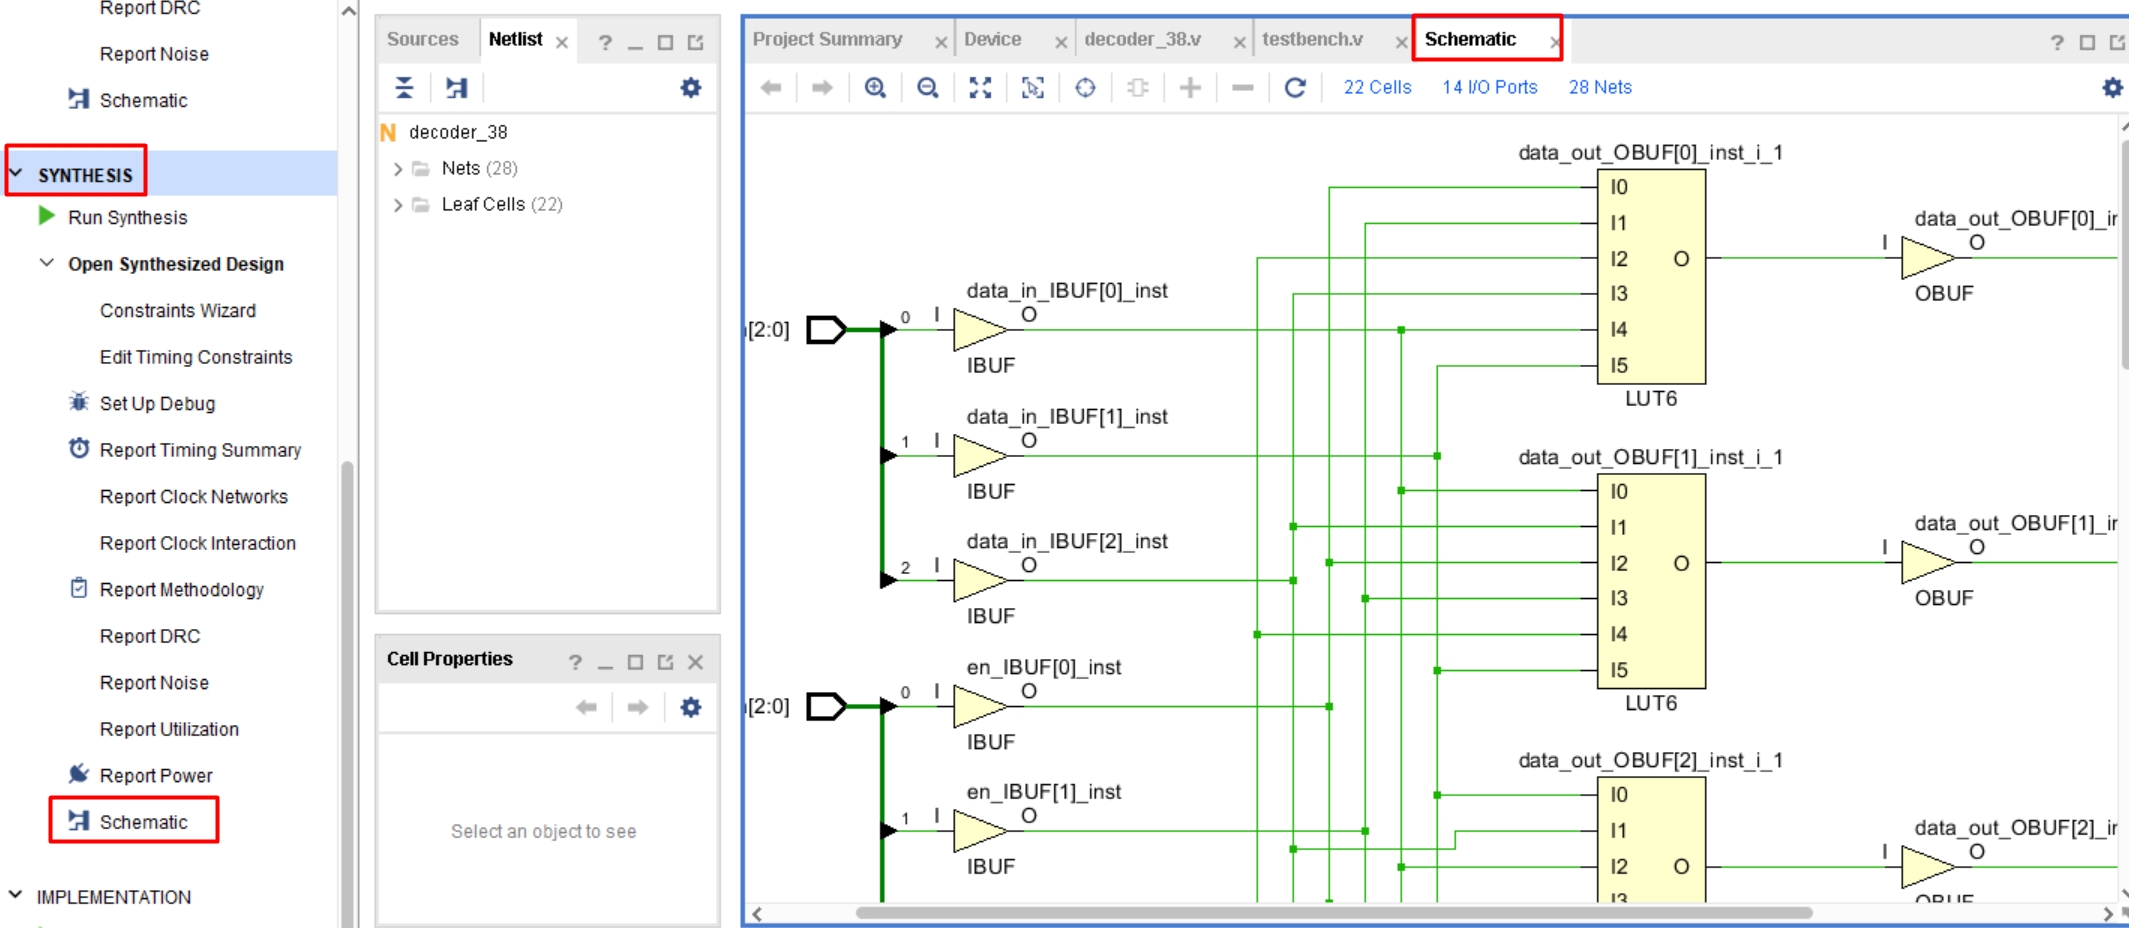 Report DRC
Report Noise
Schematic
SYNTHESIS
Run Synthesis
Open Synthesized Design
Constraints Wizard
Edit Timing Constraints
Set Up Debug
Report Timing Summary
Report Clock Networks
Report Clock Interaction
Report Methodology
Report DRC
Report Noise
Report Utilization
Report Power
Schematic
IMPLEMENTATION
Sources
Netlist
decoder_38
Nets (28)
Leaf Cells (22)
Cell Properties
Select an object to see
Project Summary
Device
decoder_38.v
testbench.v
Schematic
22 Cells
14 I/O Ports
28 Nets
[2:0]
data_in_IBUF[0]_inst
0
I
O
IBUF
data_in_IBUF[1]_inst
1
I
O
IBUF
data_in_IBUF[2]_inst
2
I
O
IBUF
[2:0]
en_IBUF[0]_inst
0
I
O
IBUF
en_IBUF[1]_inst
1
I
O
IBUF
data_out_OBUF[0]_inst_i_1
I0
I1
I2
O
I3
I4
I5
LUT6
data_out_OBUF[0]_ir
I
O
OBUF
data_out_OBUF[1]_inst_i_1
I0
I1
I2
O
I3
I4
I5
LUT6
data_out_OBUF[1]_ir
I
O
OBUF
data_out_OBUF[2]_inst_i_1
I0
I1
I2
O
I3
data_out_OBUF[2]_ir
I
O
OBUF